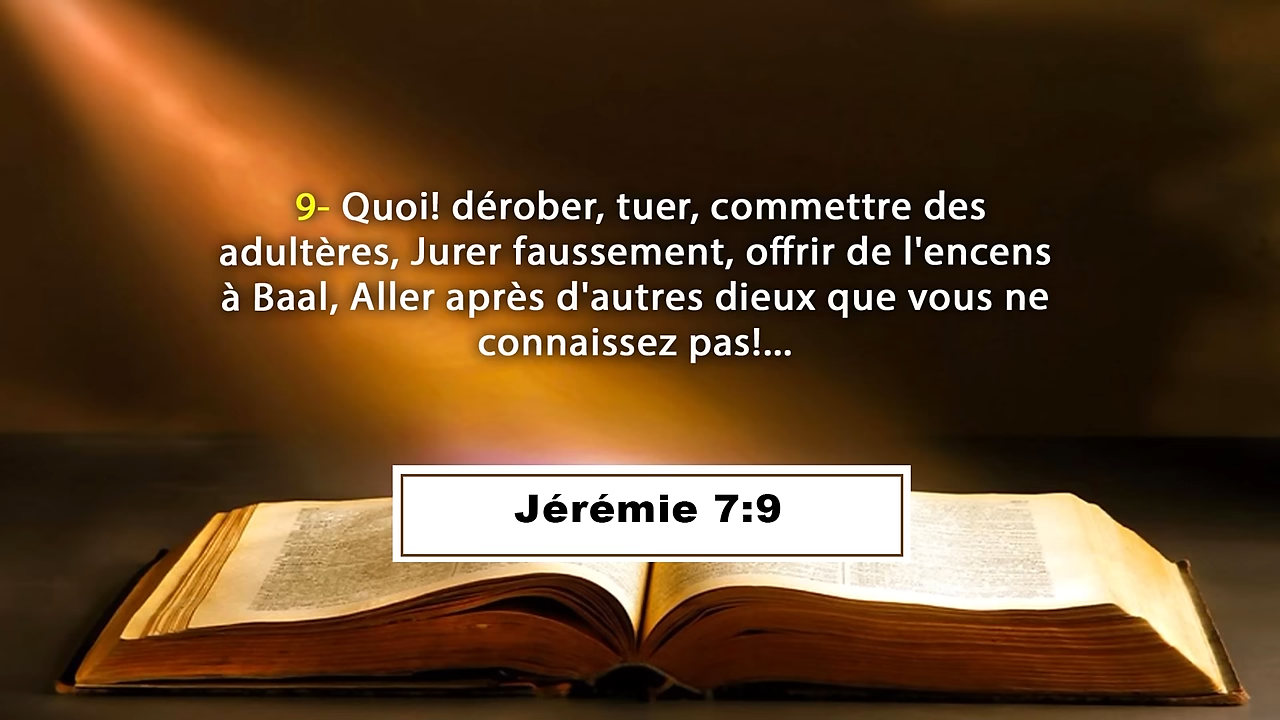 9- Quoi! dérober, tuer, commettre des
adultères, Jurer faussement, offrir de l'encens
à Baal, Aller après d'autres dieux que vous ne
connaissez pas!...
Jérémie 7:9